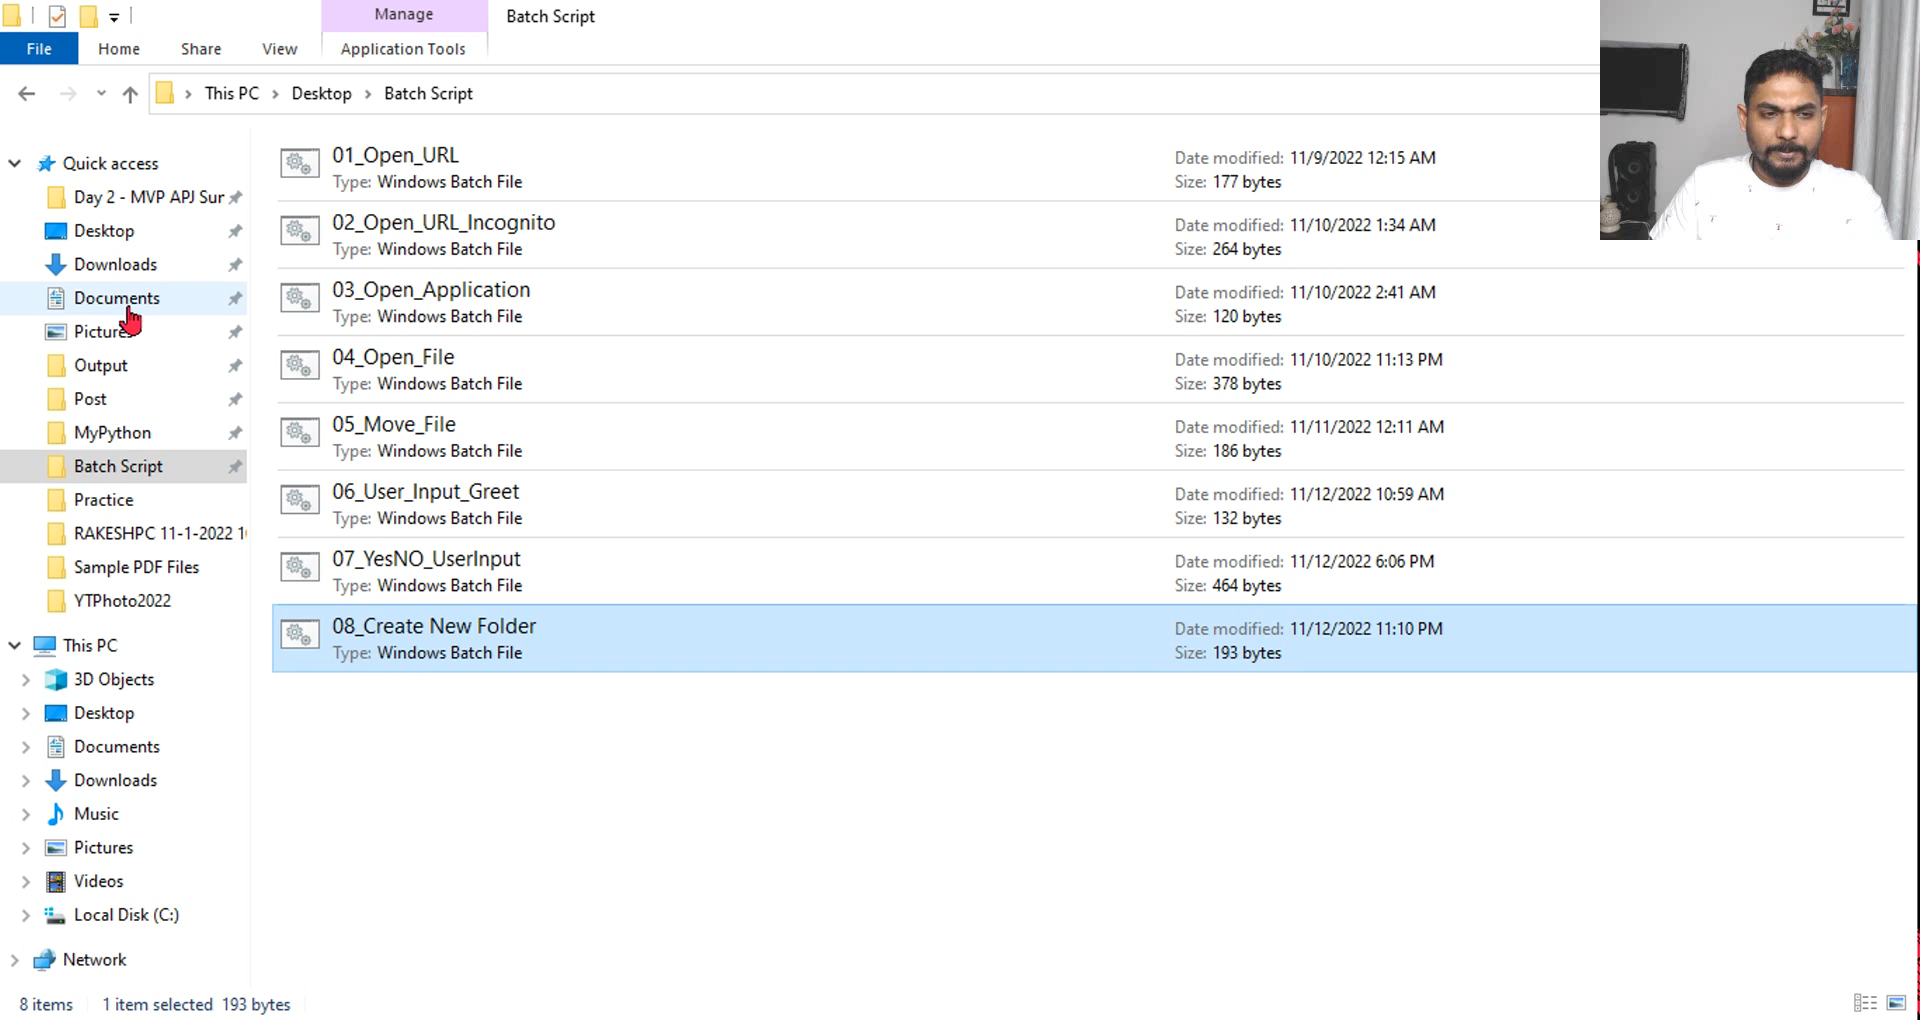 Manage
Batch Script
File
Home
Share
View
Application Tools
This PC
Desktop
Batch Script
Quick access
Day 2 - MVP APJ Sur
Desktop
Downloads
Documents
Pictures
Output
Post
MyPython
Batch Script
Practice
RAKESHPC 11-1-2022 1
Sample PDF Files
YTPhoto2022
This PC
3D Objects
Desktop
Documents
Downloads
Music
Pictures
Videos
Local Disk (C:)
Network
01_Open_URL
Type: Windows Batch File
Date modified: 11/9/2022 12:15 AM
Size: 177 bytes
02_Open_URL_Incognito
Type: Windows Batch File
Date modified: 11/10/2022 1:34 AM
Size: 264 bytes
03_Open_Application
Type: Windows Batch File
Date modified: 11/10/2022 2:41 AM
Size: 120 bytes
04_Open_File
Type: Windows Batch File
Date modified: 11/10/2022 11:13 PM
Size: 378 bytes
05_Move_File
Type: Windows Batch File
Date modified: 11/11/2022 12:11 AM
Size: 186 bytes
06_User_Input_Greet
Type: Windows Batch File
Date modified: 11/12/2022 10:59 AM
Size: 132 bytes
07_YesNO_UserInput
Type: Windows Batch File
Date modified: 11/12/2022 6:06 PM
Size: 464 bytes
08_Create New Folder
Type: Windows Batch File
Date modified: 11/12/2022 11:10 PM
Size: 193 bytes
8 items
1 item selected 193 bytes